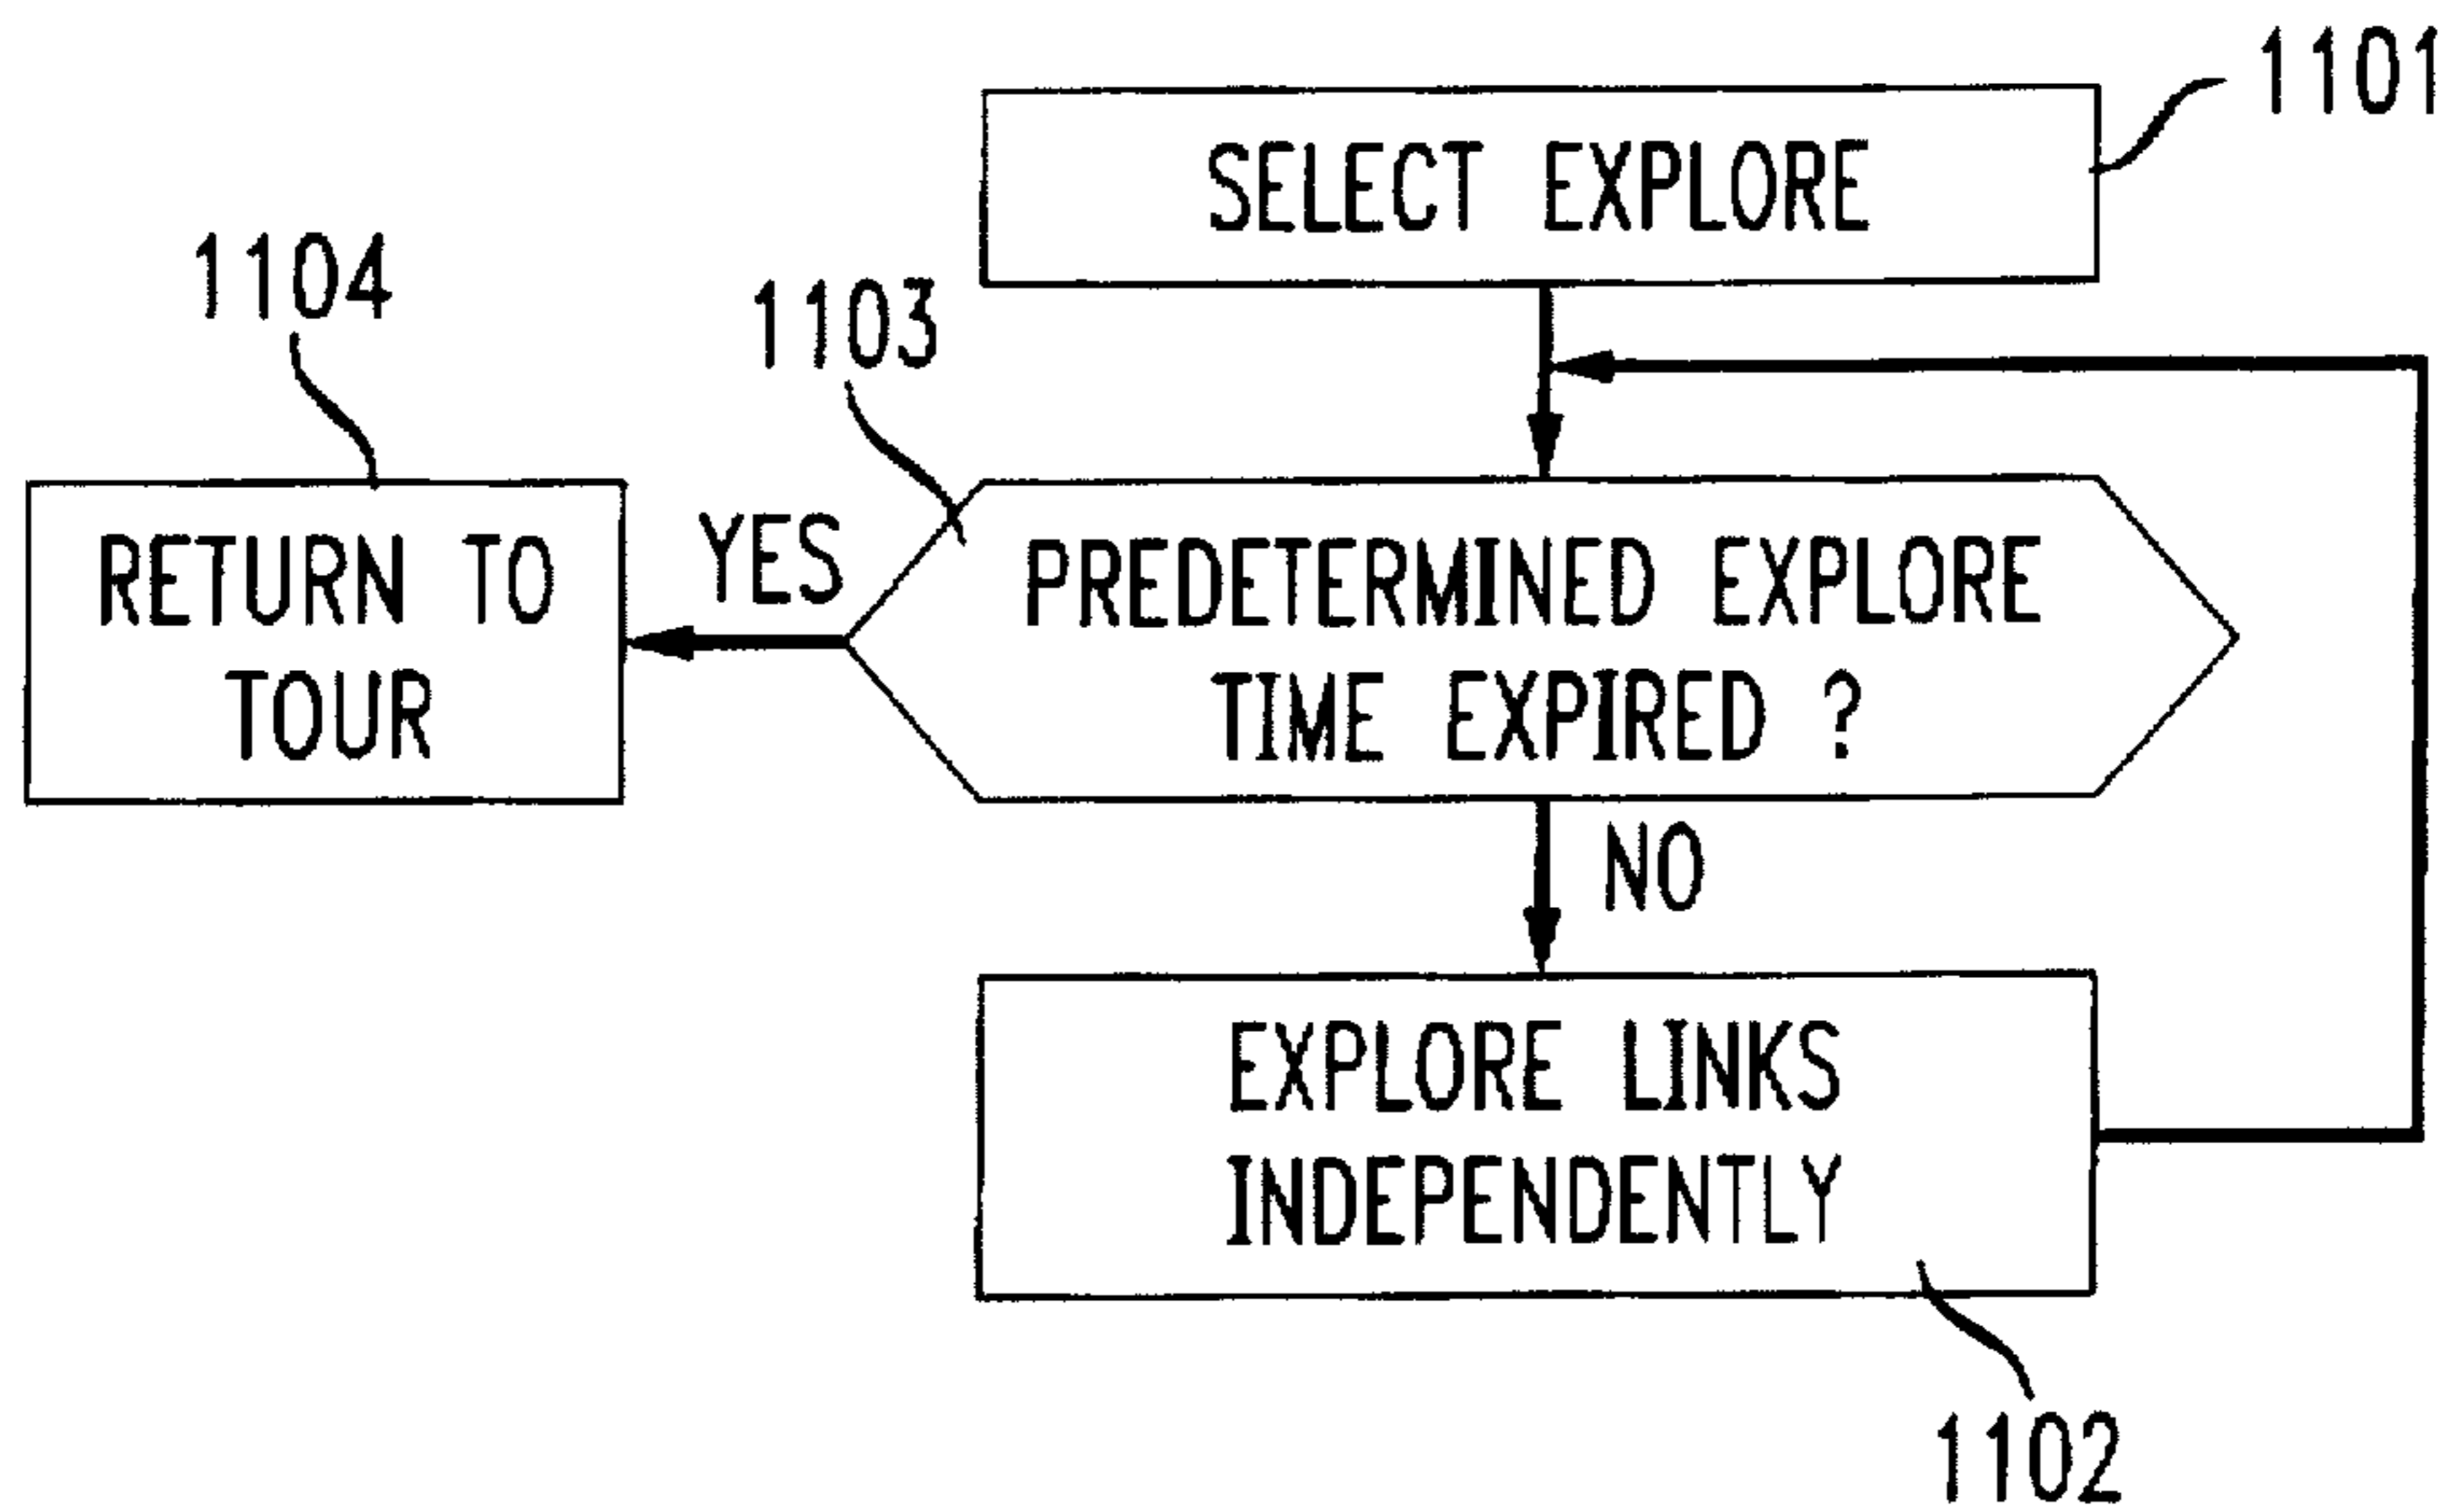 1101
SELECT EXPLORE
1104
1103
RETURN TO
TOUR
YES
PREDETERMINED EXPLORE
TIME EXPIRED ?
NO
EXPLORE LINKS
INDEPENDENTLY
1102